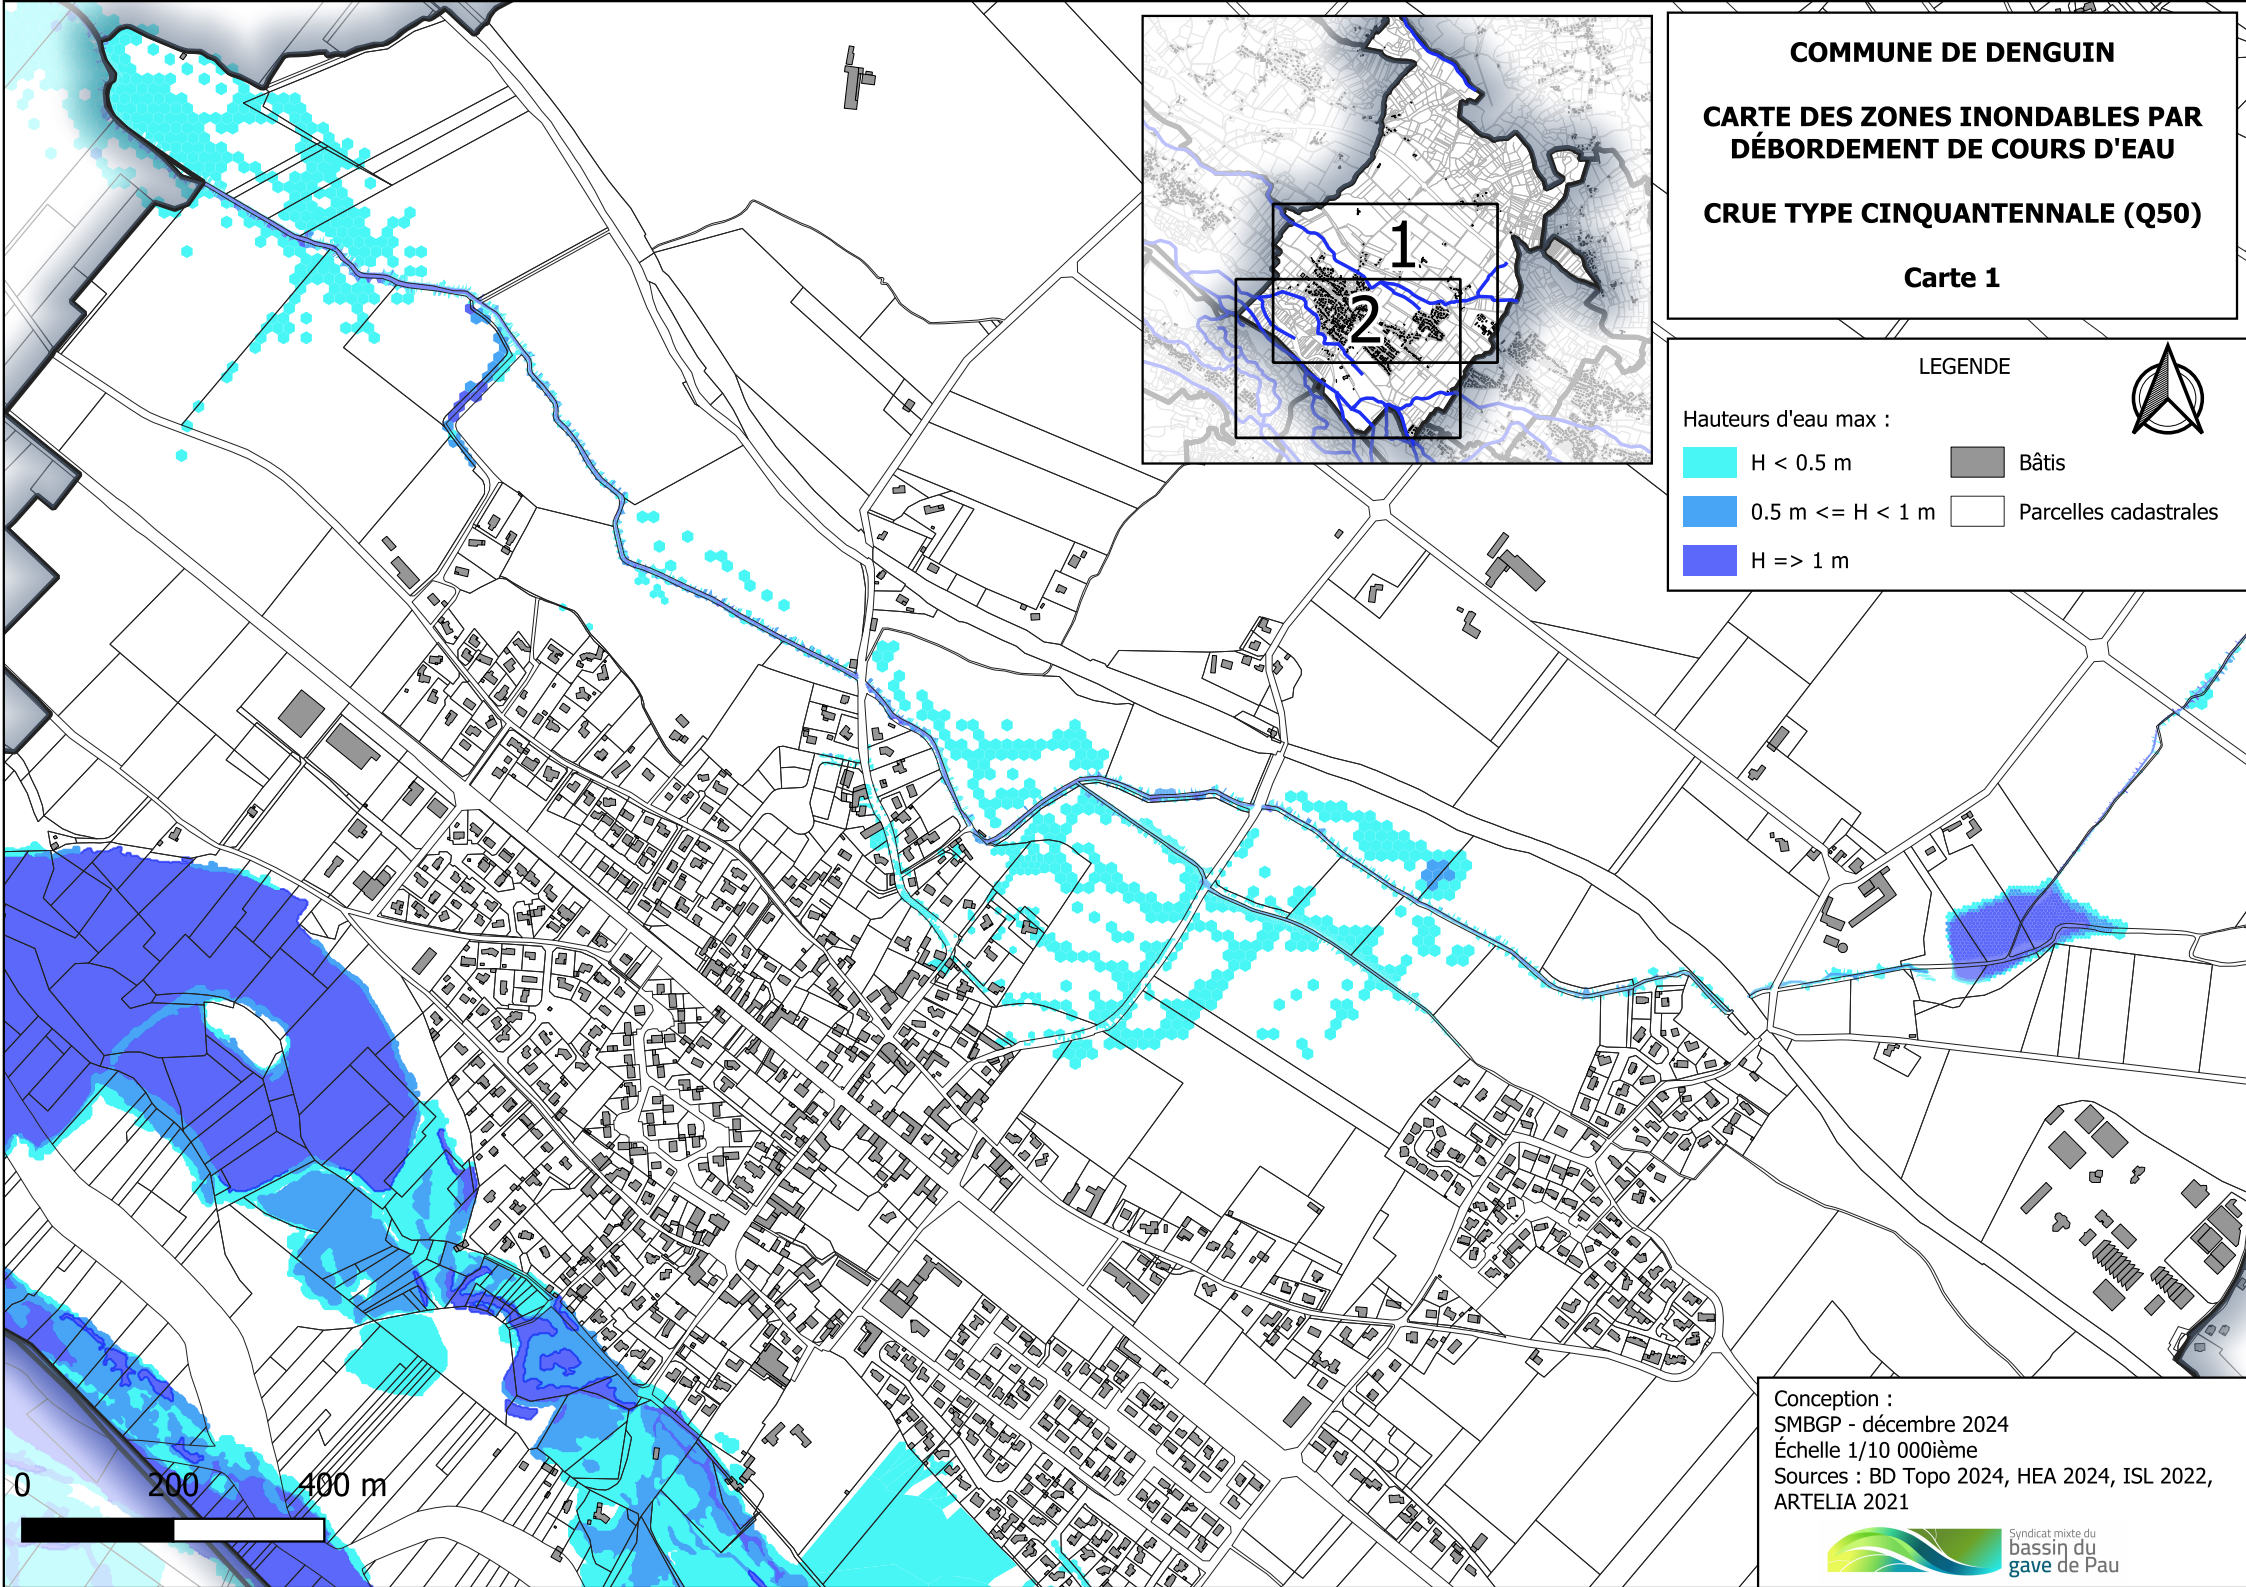 COMMUNE DE DENGUIN
CARTE DES ZONES INONDABLES PAR
DÉBORDEMENT DE COURS D'EAU
CRUE TYPE CINQUANTENNALE (Q50)
Carte 1
1
2
LEGENDE
Hauteurs d'eau max :
H < 0.5 m
Bâtis
0.5 m <= H < 1 m
Parcelles cadastrales
H => 1 m
0 200 400 m
Conception :
SMBGP - décembre 2024
Échelle 1/10 000ième
Sources : BD Topo 2024, HEA 2024, ISL 2022,
ARTELIA 2021
Syndicat mixte du
bassin du
gave de Pau